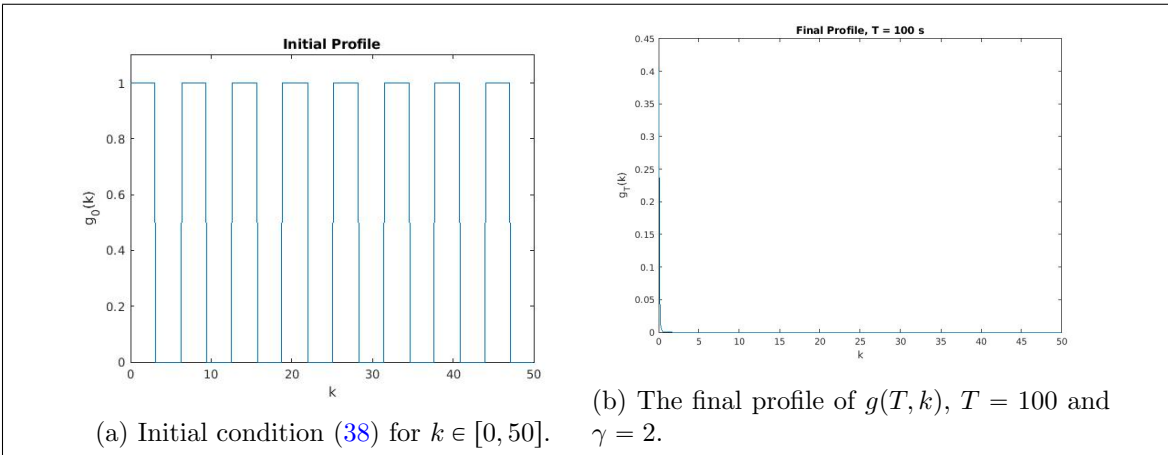 Initial Profile
1
0.8
0.6
0.4
0.2
0
g0(k)
0 10 20 30 40 50
k
(a) Initial condition (38) for k ∈ [0, 50].
Final Profile, T = 100 s
0.45
0.4
0.35
0.3
0.25
0.2
0.15
0.1
0.05
0
gT(k)
0 5 10 15 20 25 30 35 40 45 50
k
(b) The final profile of g(T, k), T = 100 and
γ = 2.